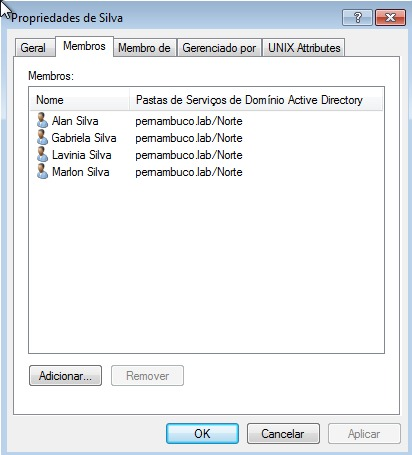 Propriedades de Silva
Geral Membros Membro de Gerenciado por UNIX Attributes
Membros:
Nome Pastas de Serviços de Domínio Active Directory
Alan Silva pernambuco.lab/Norte
Gabriela Silva pernambuco.lab/Norte
Lavinia Silva pernambuco.lab/Norte
Marlon Silva pernambuco.lab/Norte
Adicionar... Remover
OK Cancelar Aplicar